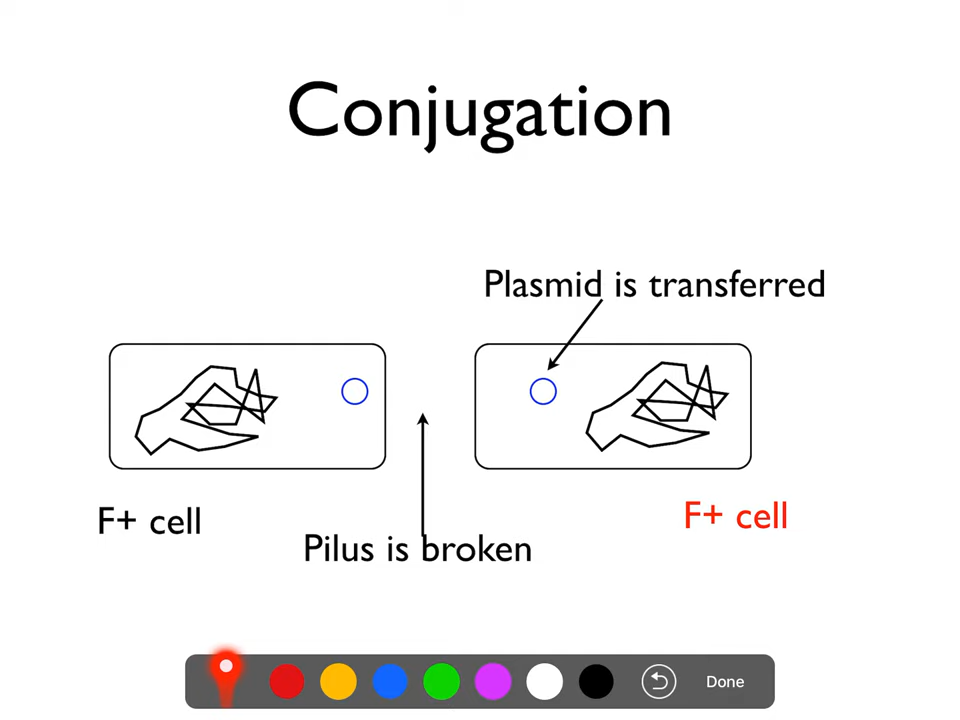 Conjugation
Plasmid is transferred
F+ cell
F+ cell
Pilus is broken
Done